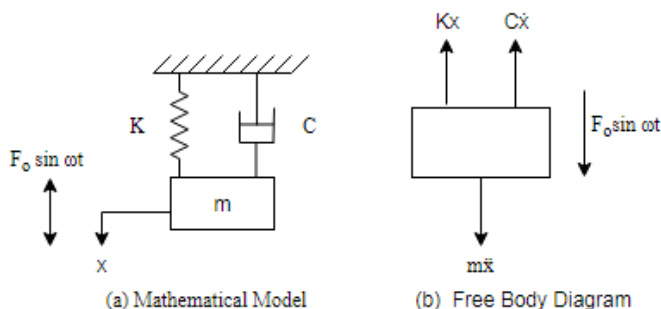 Kx
Cẋ
K
C
F₀ sin ωt
F₀sin ωt
m
x
mẍ
(a) Mathematical Model
(b) Free Body Diagram